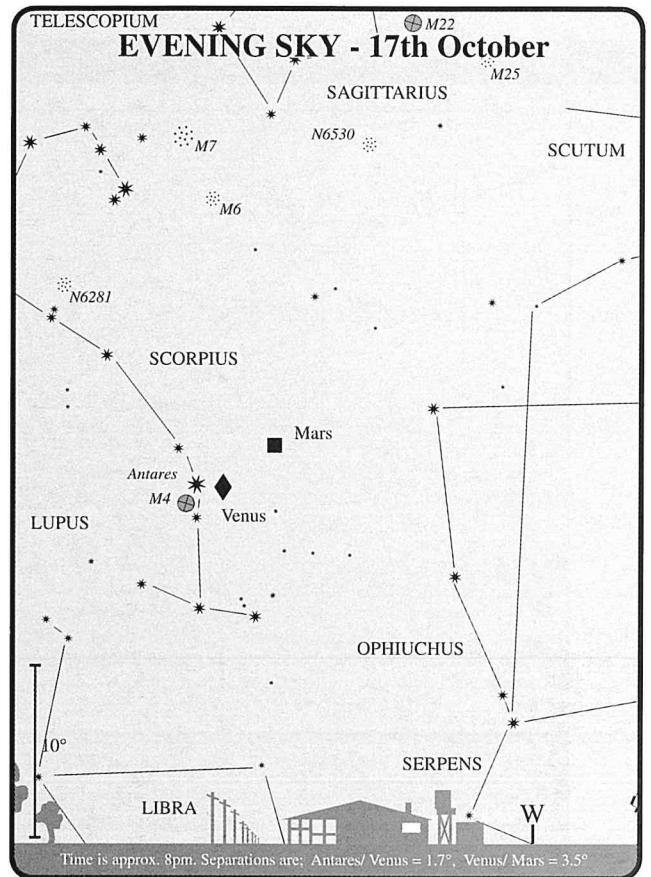 TELESCOPIUM
M22
EVENING SKY - 17th October
M25
SAGITTARIUS
M7
N6530
SCUTUM
M6
N6281
SCORPIUS
Mars
Antares
M4
Venus
LUPUS
OPHIUCHUS
10°
SERPENS
LIBRA
W
Time is approx. 8pm. Separations are; Antares/ Venus = 1.7°, Venus/ Mars = 3.5°